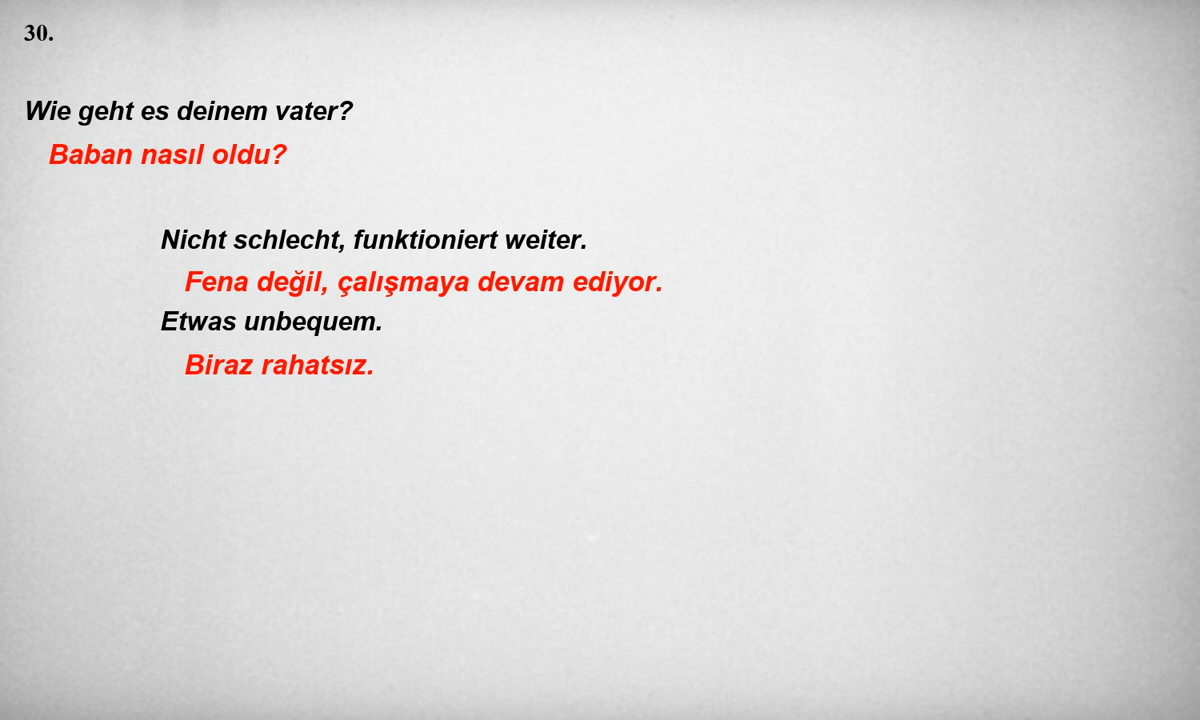 30.
Wie geht es deinem vater?
Baban nasıl oldu?
Nicht schlecht, funktioniert weiter.
Fena değil, çalışmaya devam ediyor.
Etwas unbequem.
Biraz rahatsız.